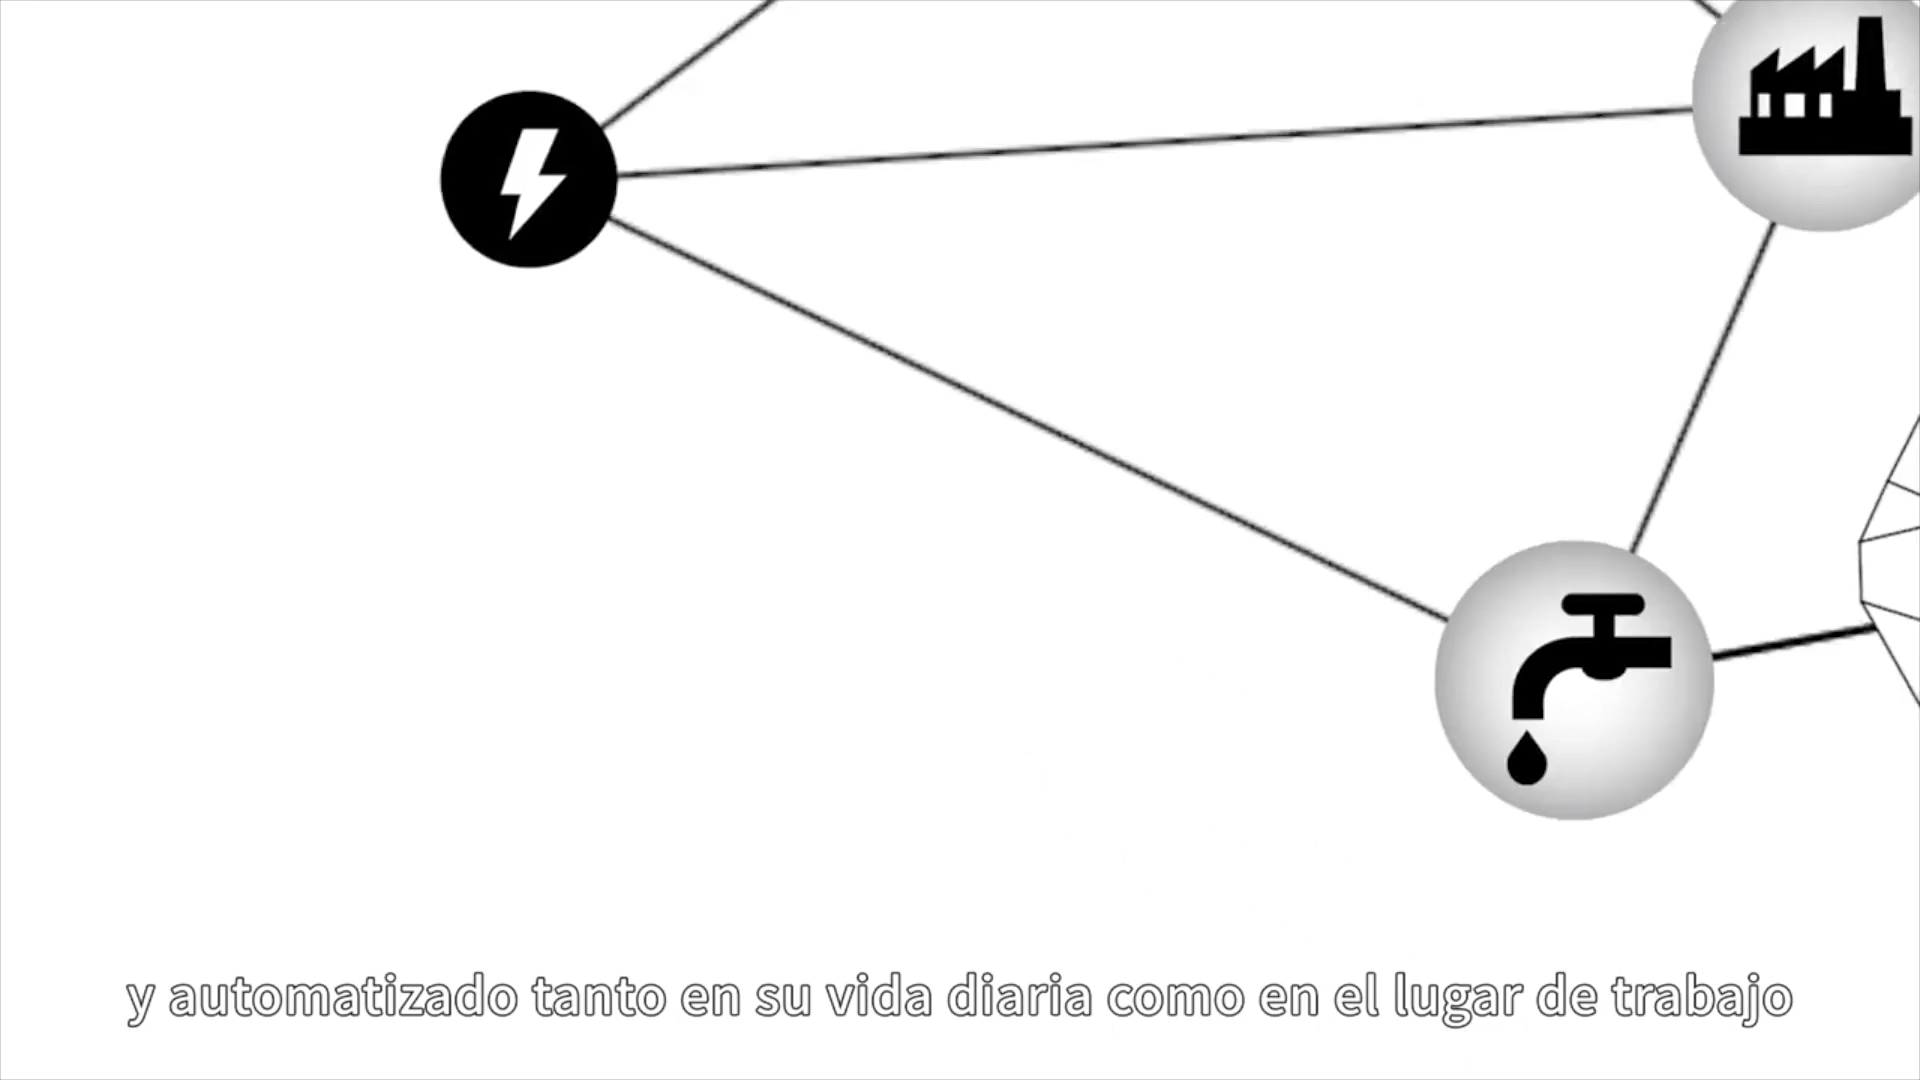 y automatizado tanto en su vida diaria como en el lugar de trabajo